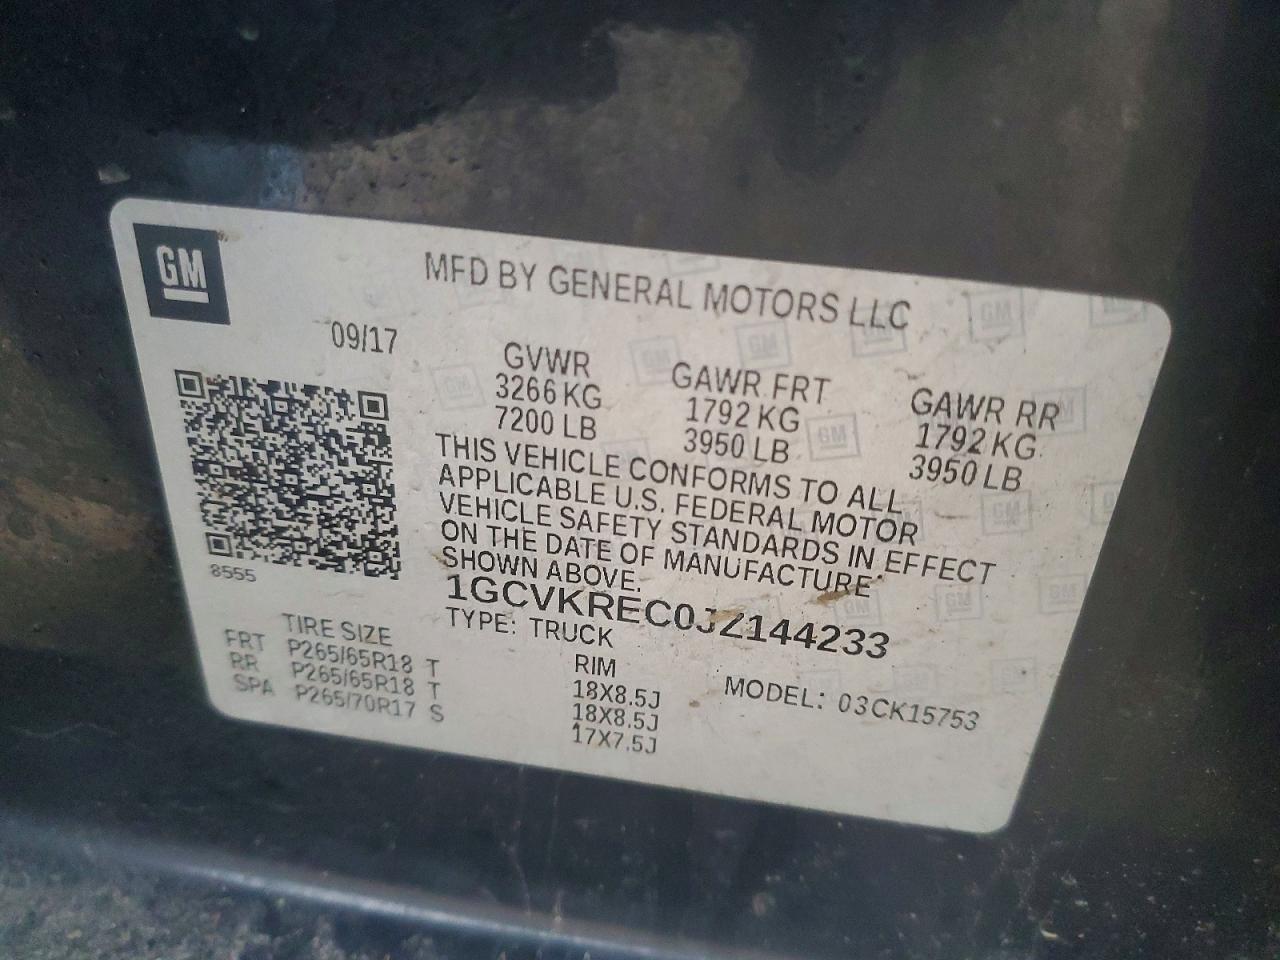 GM
MFD BY GENERAL MOTORS LLC
09/17
GVWR GAWR FRT GAWR RR
3266 KG 1792 KG 1792 KG
7200 LB 3950 LB 3950 LB
THIS VEHICLE CONFORMS TO ALL
APPLICABLE U.S. FEDERAL MOTOR
VEHICLE SAFETY STANDARDS IN EFFECT
ON THE DATE OF MANUFACTURE
SHOWN ABOVE.
8555
1GCVKREC0JZ144233
TYPE: TRUCK
TIRE SIZE RIM MODEL: 03CK15753
FRT P265/65R18 T 18X8.5J
RR P265/65R18 T 18X8.5J
SPA P265/70R17 S 17X7.5J